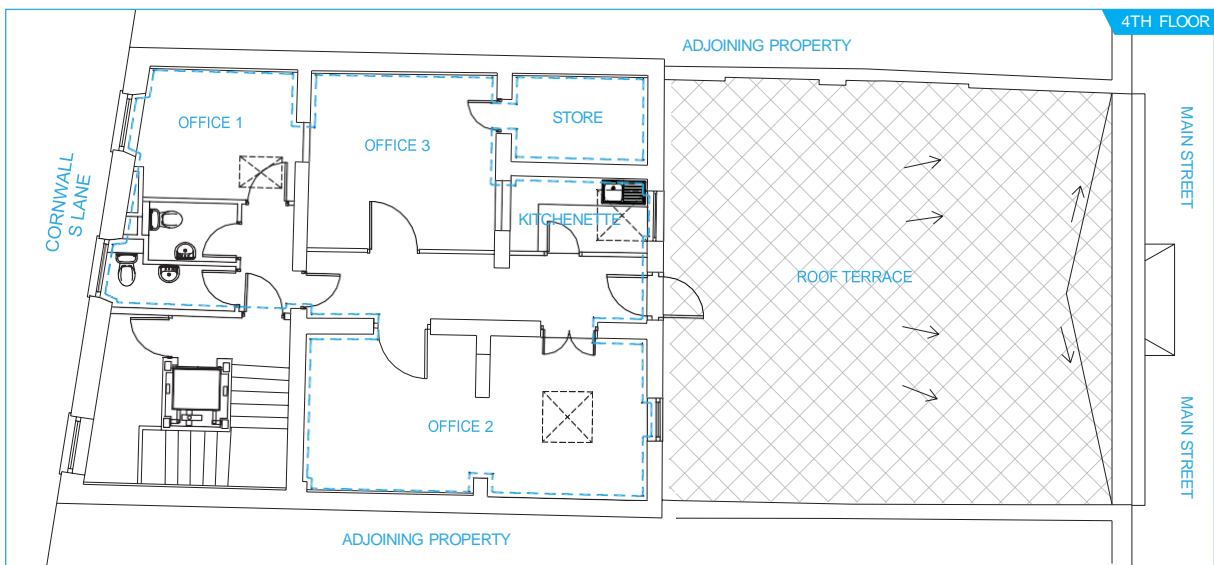 4TH FLOOR
ADJOINING PROPERTY
OFFICE 1
OFFICE 3
STORE
MAIN STREET
CORNWALL
S LANE
KITCHENETTE
ROOF TERRACE
OFFICE 2
MAIN STREET
ADJOINING PROPERTY